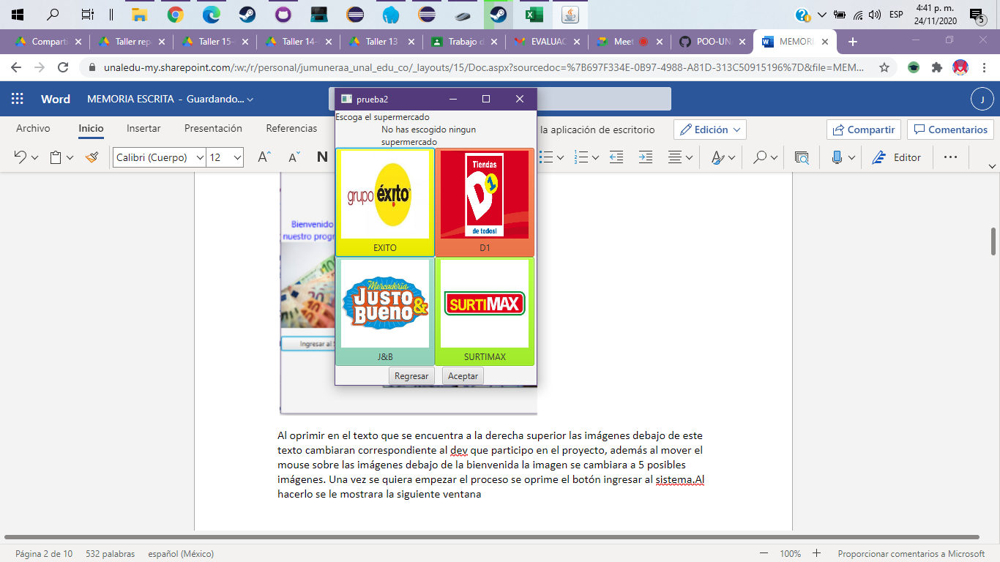 ESP
4:41 p. m.
24/11/2020
5
Comparti
Taller rep
Taller 15-
Taller 14-
Taller 13
Trabajo d
EVALUAC
Meet
POO-UN
MEMORI
unaledu-my.sharepoint.com/:w:/r/personal/jumuneraa_unal_edu_co/_layouts/15/Doc.aspx?sourcedoc=%7B697F334E-0B97-4988-A81D-313C50915196%7D&file=MEM...
Word
MEMORIA ESCRITA - Guardando...
J
Archivo
Inicio
Insertar
Presentación
Referencias
la aplicación de escritorio
Edición
Compartir
Comentarios
Calibri (Cuerpo)
12
N
Editor
prueba2
Escoga el supermercado
No has escogido ningun
supermercado
grupo éxito
EXITO
Tiendas
D1
de todos!
D1
Mercadería
JUSTO &
BUENO
J&B
SURTIMAX
SURTIMAX
Regresar
Aceptar
Bienvenido
nuestro progr
Ingresar al
Al oprimir en el texto que se encuentra a la derecha superior las imágenes debajo de este
texto cambiaran correspondiente al dev que participo en el proyecto, además al mover el
mouse sobre las imágenes debajo de la bienvenida la imagen se cambiara a 5 posibles
imágenes. Una vez se quiera empezar el proceso se oprime el botón ingresar al sistema.Al
hacerlo se le mostrara la siguiente ventana
Página 2 de 10
532 palabras
español (México)
100%
Proporcionar comentarios a Microsoft